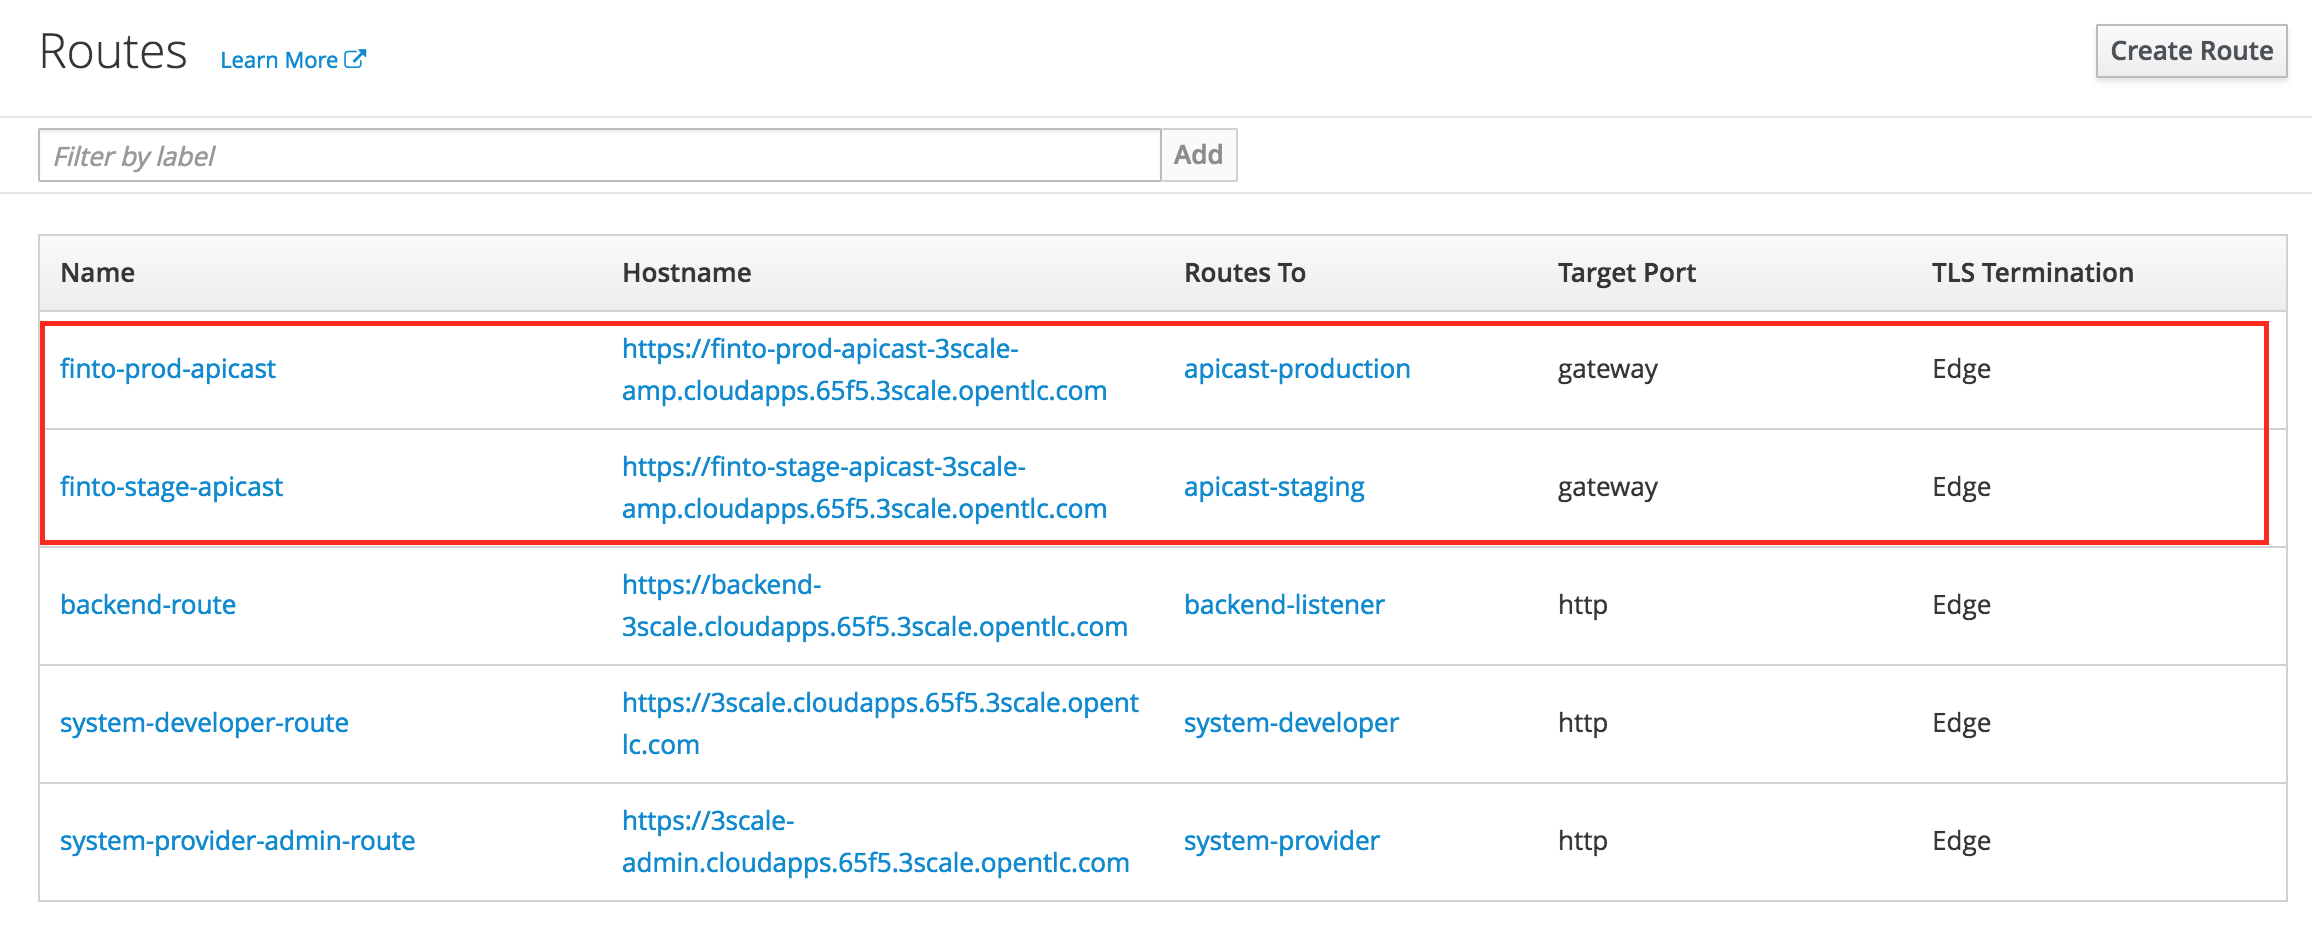 Routes Learn More
Create Route
Filter by label Add
Name Hostname Routes To Target Port TLS Termination
finto-prod-apicast https://finto-prod-apicast-3scale- apicast-production gateway Edge
amp.cloudapps.65f5.3scale.opentlc.com
finto-stage-apicast https://finto-stage-apicast-3scale- apicast-staging gateway Edge
amp.cloudapps.65f5.3scale.opentlc.com
backend-route https://backend- backend-listener http Edge
3scale.cloudapps.65f5.3scale.opentlc.com
system-developer-route https://3scale.cloudapps.65f5.3scale.opent system-developer http Edge
lc.com
system-provider-admin-route https://3scale- system-provider http Edge
admin.cloudapps.65f5.3scale.opentlc.com